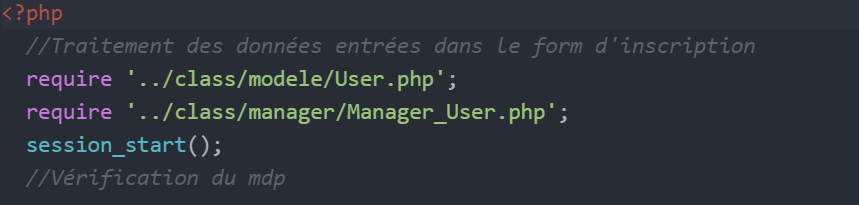 <?php
//Traitement des données entrées dans le form d'inscription
require '../class/modele/User.php';
require '../class/manager/Manager_User.php';
session_start();
//Vérification du mdp